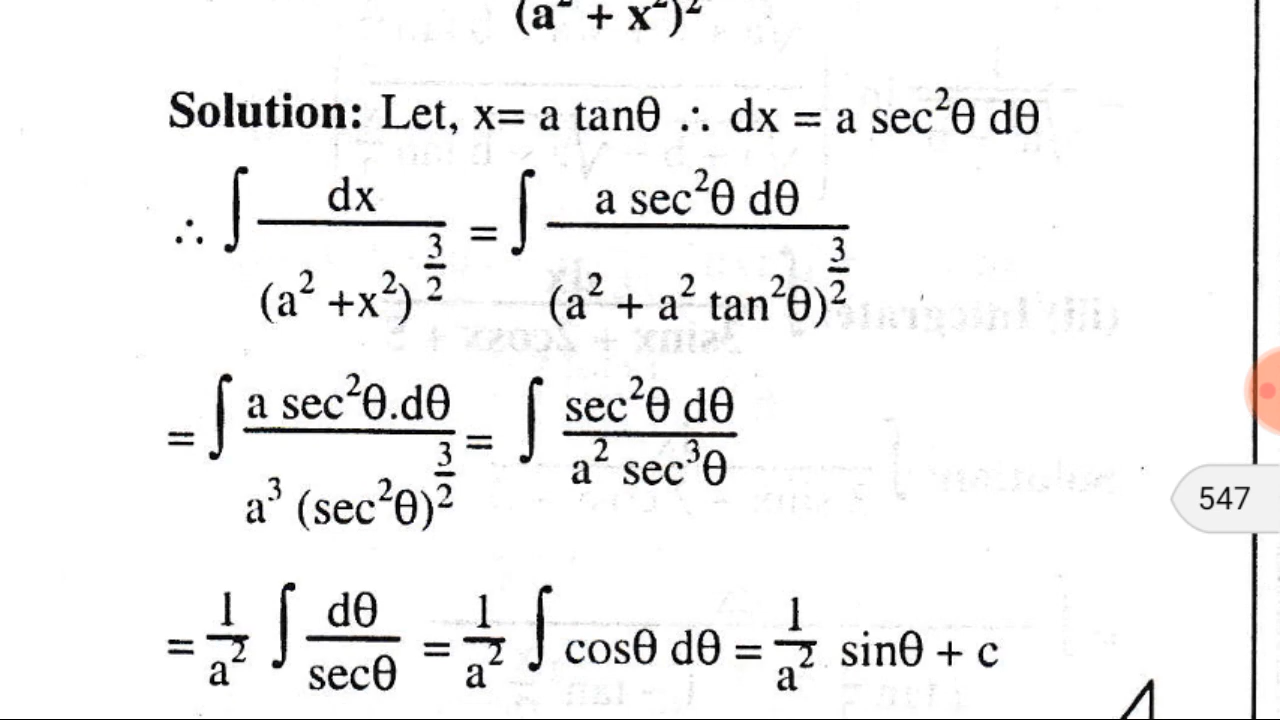 (a² + x²)²
Solution: Let, x= a tanθ ∴ dx = a sec²θ dθ
∴ ∫ dx / (a² +x²)^(3/2) = ∫ a sec²θ dθ / (a² + a² tan²θ)^(3/2)
= ∫ a sec²θ.dθ / a³ (sec²θ)^(3/2) = ∫ sec²θ dθ / a² sec³θ
547
= 1/a² ∫ dθ / secθ = 1/a² ∫ cosθ dθ = 1/a² sinθ + c